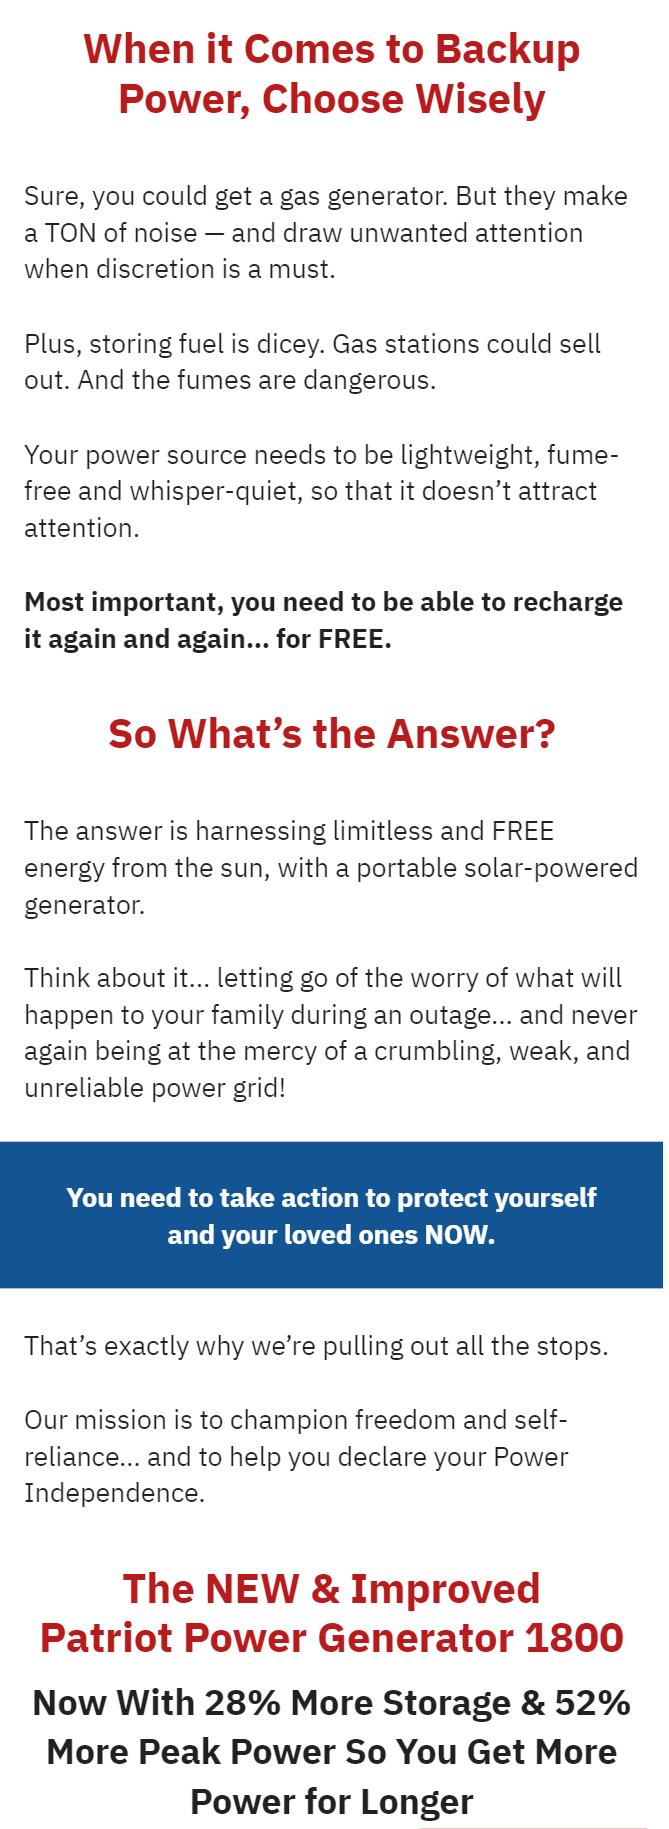 When it Comes to Backup
Power, Choose Wisely
Sure, you could get a gas generator. But they make
a TON of noise — and draw unwanted attention
when discretion is a must.
Plus, storing fuel is dicey. Gas stations could sell
out. And the fumes are dangerous.
Your power source needs to be lightweight, fume-
free and whisper-quiet, so that it doesn’t attract
attention.
Most important, you need to be able to recharge
it again and again... for FREE.
So What’s the Answer?
The answer is harnessing limitless and FREE
energy from the sun, with a portable solar-powered
generator.
Think about it... letting go of the worry of what will
happen to your family during an outage... and never
again being at the mercy of a crumbling, weak, and
unreliable power grid!
You need to take action to protect yourself
and your loved ones NOW.
That’s exactly why we’re pulling out all the stops.
Our mission is to champion freedom and self-
reliance... and to help you declare your Power
Independence.
The NEW & Improved
Patriot Power Generator 1800
Now With 28% More Storage & 52%
More Peak Power So You Get More
Power for Longer